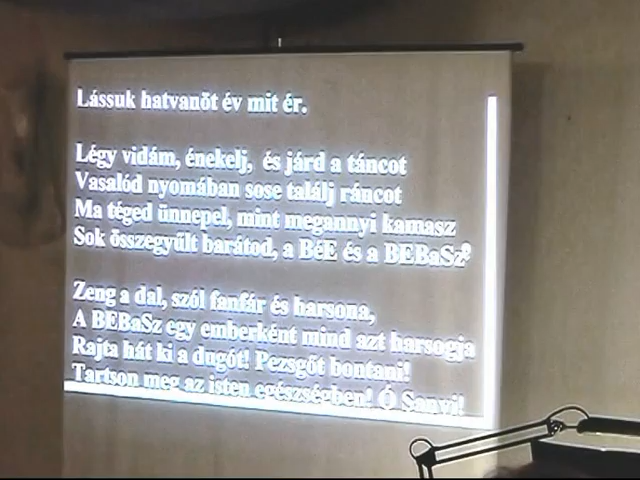 Lássuk hatvanöt év mit ér.
Légy vidám, énekelj, és járd a táncot
Vasalód nyomában sose találj ráncot
Ma téged ünnepel, mint megannyi kamasz
Sok összegyűlt barátod, a BéE és a BEBaSz!
Zeng a dal, szól fanfár és harsona,
A BEBaSz egy emberként mind azt harsogja
Rajta hát ki a dugót! Pezsgőt bontani!
Tartson meg az isten egészségben! Ó Sanyi!